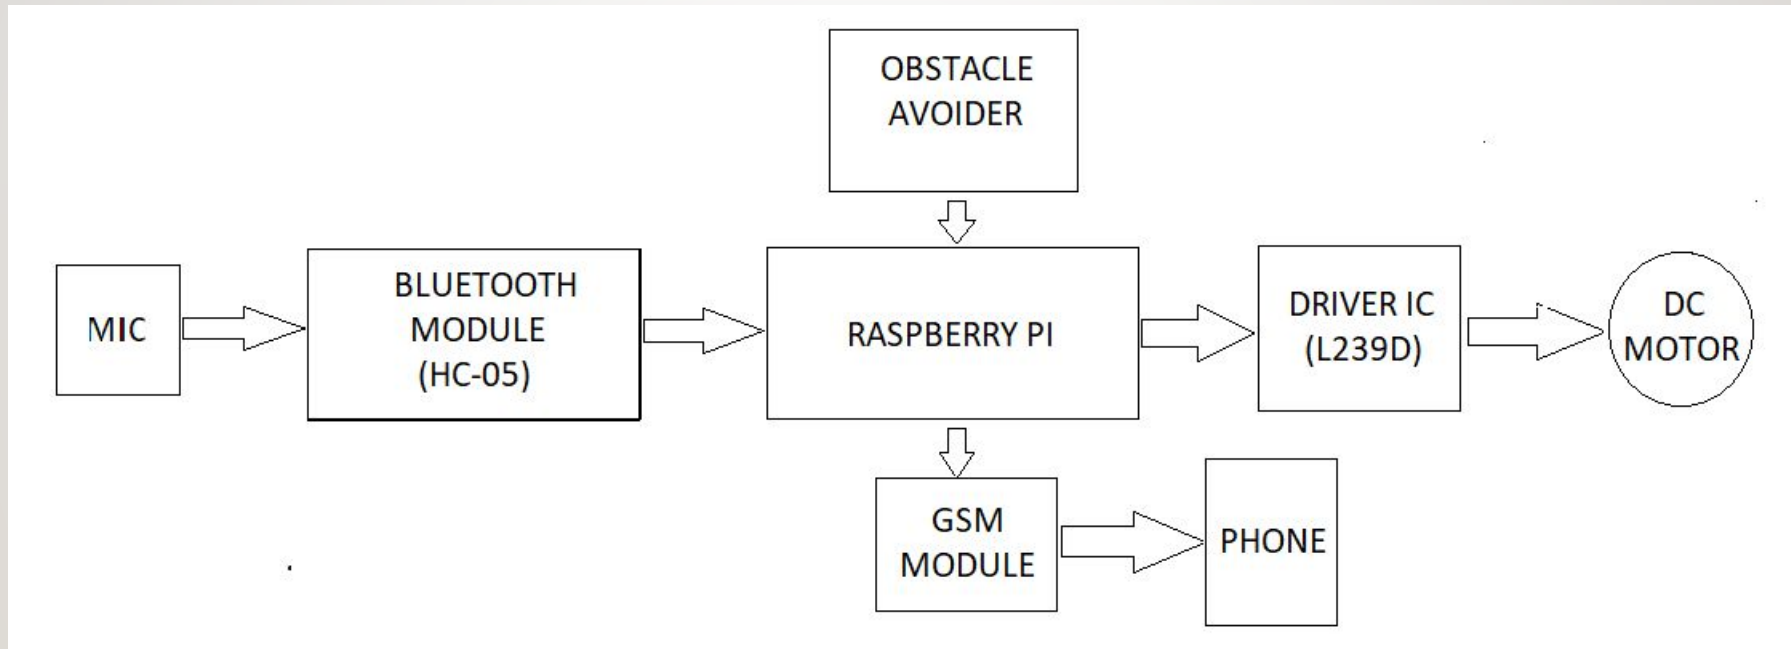 OBSTACLE
AVOIDER
MIC
BLUETOOTH
MODULE
(HC-05)
RASPBERRY PI
DRIVER IC
(L239D)
DC
MOTOR
GSM
MODULE
PHONE